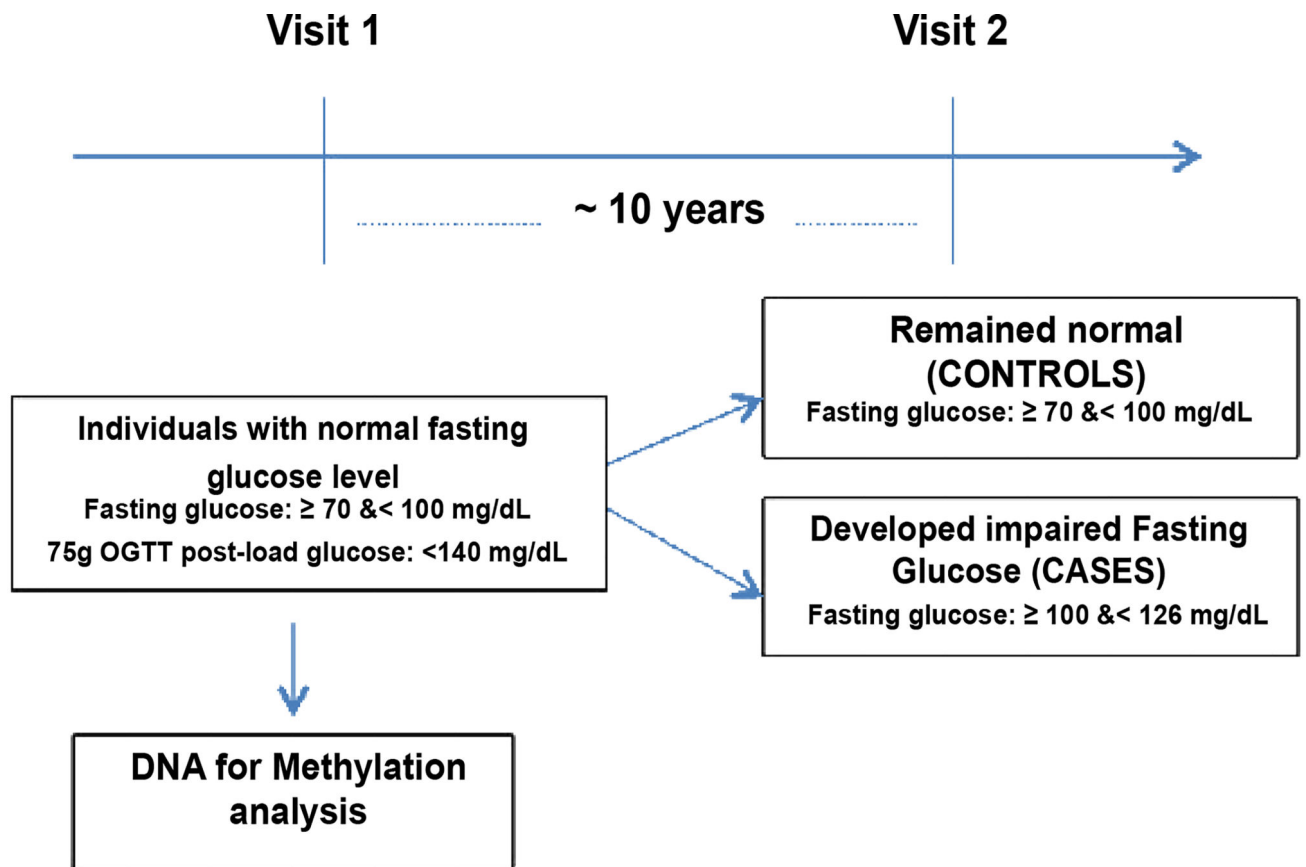 Visit 1
Visit 2
~ 10 years
Individuals with normal fasting
glucose level
Fasting glucose: ≥ 70 &< 100 mg/dL
75g OGTT post-load glucose: <140 mg/dL
Remained normal
(CONTROLS)
Fasting glucose: ≥ 70 &< 100 mg/dL
Developed impaired Fasting
Glucose (CASES)
Fasting glucose: ≥ 100 &< 126 mg/dL
DNA for Methylation
analysis